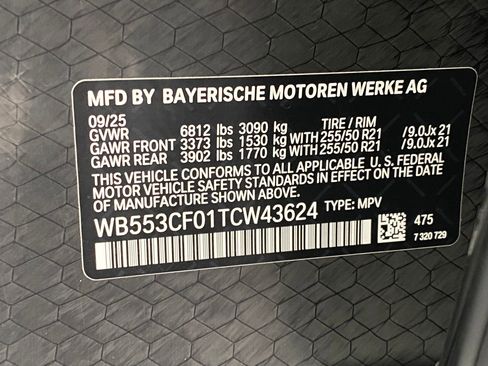 MFD BY BAYERISCHE MOTOREN WERKE AG
09/25 TIRE / RIM
GVWR 6812 lbs 3090 kg
GAWR FRONT 3373 lbs 1530 kg WITH 255/50 R21 /9.0Jx 21
GAWR REAR 3902 lbs 1770 kg WITH 255/50 R21 /9.0Jx 21
THIS VEHICLE CONFORMS TO ALL APPLICABLE U. S. FEDERAL
MOTOR VEHICLE SAFETY STANDARDS IN EFFECT ON THE DATE
OF MANUFACTURE SHOWN ABOVE.
WB553CF01TCW43624 TYPE: MPV
475
7 320 729